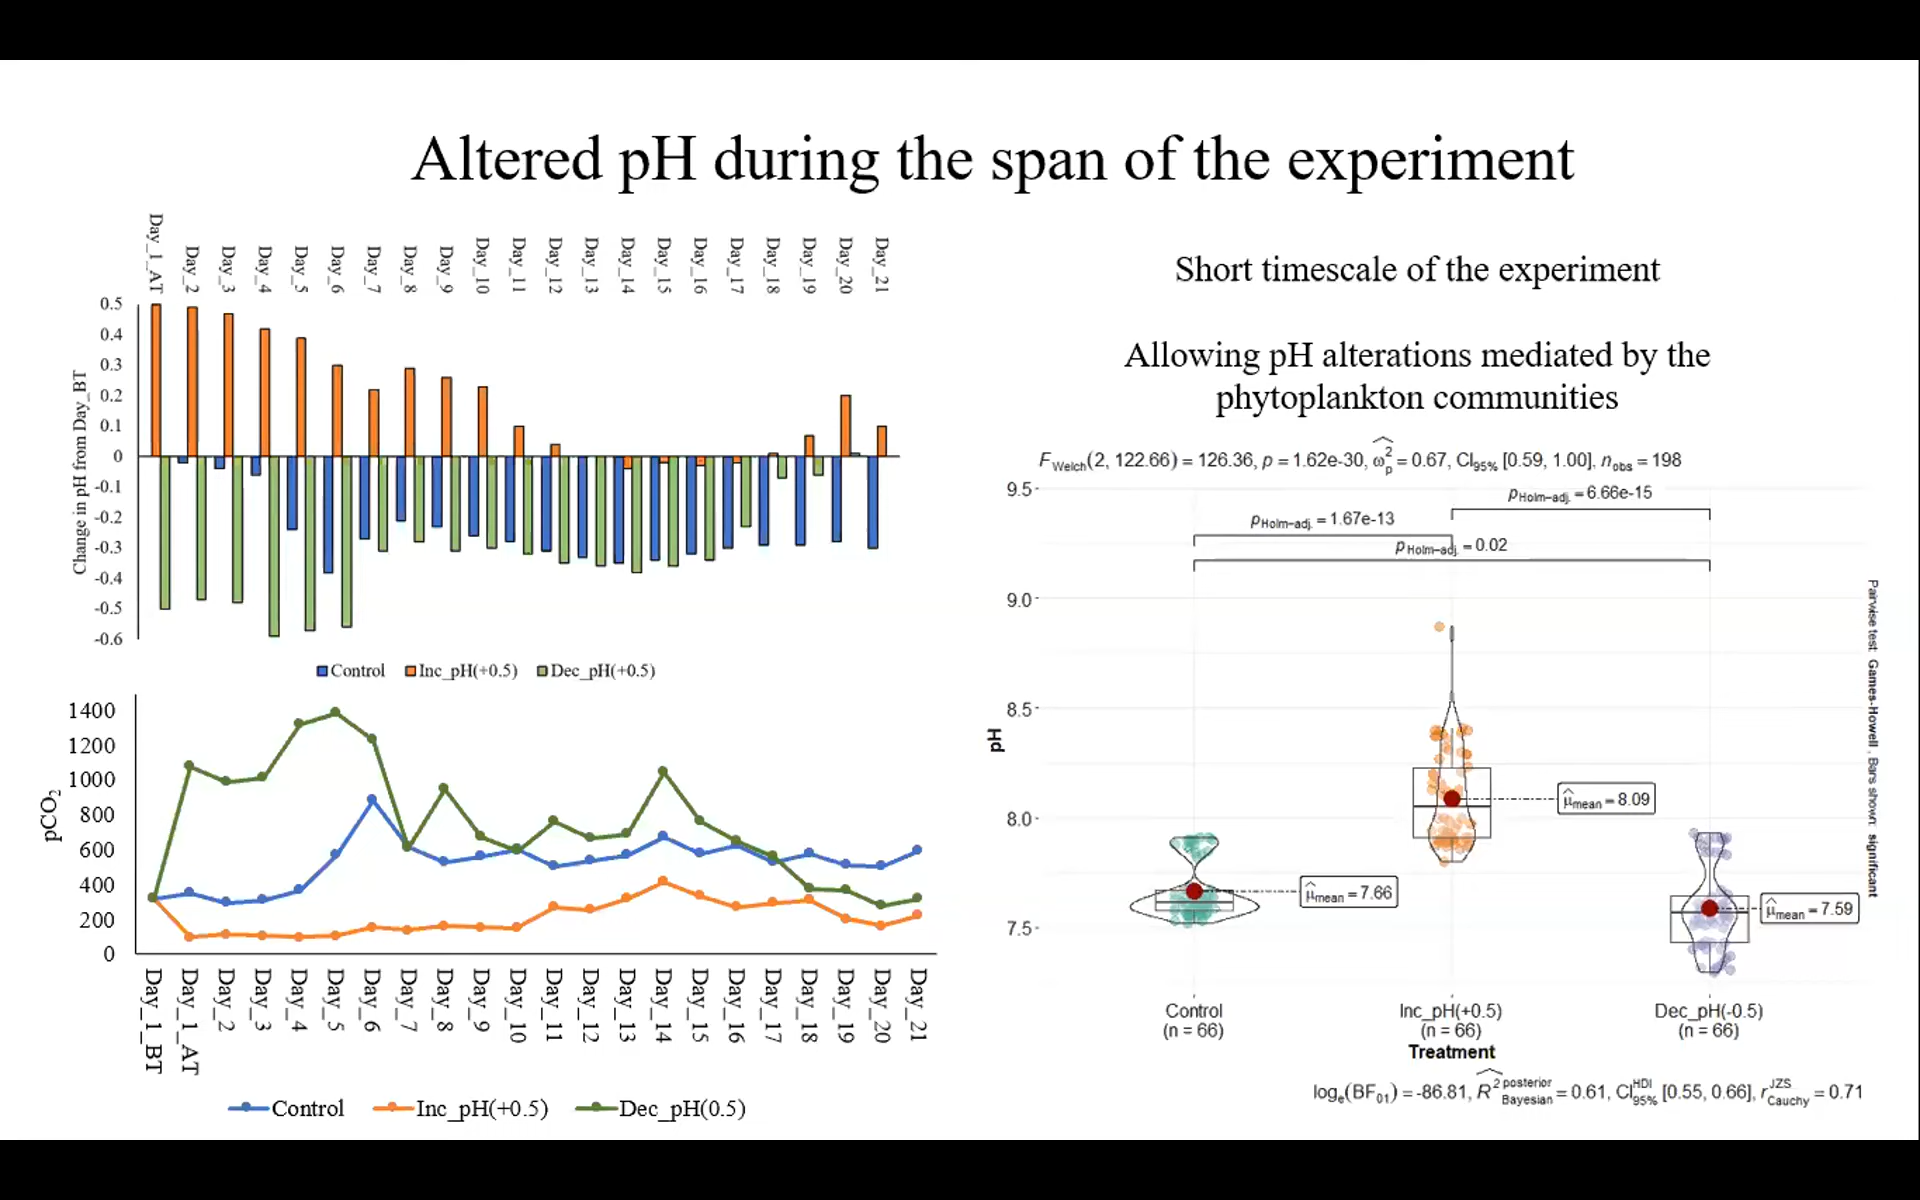 Altered pH during the span of the experiment
Day_1_AT
Day_2
Day_3
Day_4
Day_5
Day_6
Day_7
Day_8
Day_9
Day_10
Day_11
Day_12
Day_13
Day_14
Day_15
Day_16
Day_17
Day_18
Day_19
Day_20
Day_21
Change in pH from Day_BT
0.5
0.4
0.3
0.2
0.1
0
-0.1
-0.2
-0.3
-0.4
-0.5
-0.6
Control Inc_pH(+0.5) Dec_pH(+0.5)
pCO2
1400
1200
1000
800
600
400
200
0
Day_1_BT
Day_1_AT
Day_2
Day_3
Day_4
Day_5
Day_6
Day_7
Day_8
Day_9
Day_10
Day_11
Day_12
Day_13
Day_14
Day_15
Day_16
Day_17
Day_18
Day_19
Day_20
Day_21
Control Inc_pH(+0.5) Dec_pH(0.5)
Short timescale of the experiment
Allowing pH alterations mediated by the
phytoplankton communities
F Welch(2, 122.66) = 126.36, p = 1.62e-30, ω̂²p = 0.67, CI95% [0.59, 1.00], nobs = 198
pHolm-adj. = 6.66e-15
pHolm-adj. = 1.67e-13
pHolm-adj. = 0.02
9.5
9.0
8.5
8.0
7.5
pH
μ̂mean = 7.66
μ̂mean = 8.09
μ̂mean = 7.59
Pairwise test: Games-Howell , Bars shown: significant
Control
(n = 66)
Inc_pH(+0.5)
(n = 66)
Dec_pH(-0.5)
(n = 66)
Treatment
loge(BF01) = -86.81, R̂² posterior Bayesian = 0.61, CI HDI 95% [0.55, 0.66], r JZS Cauchy = 0.71